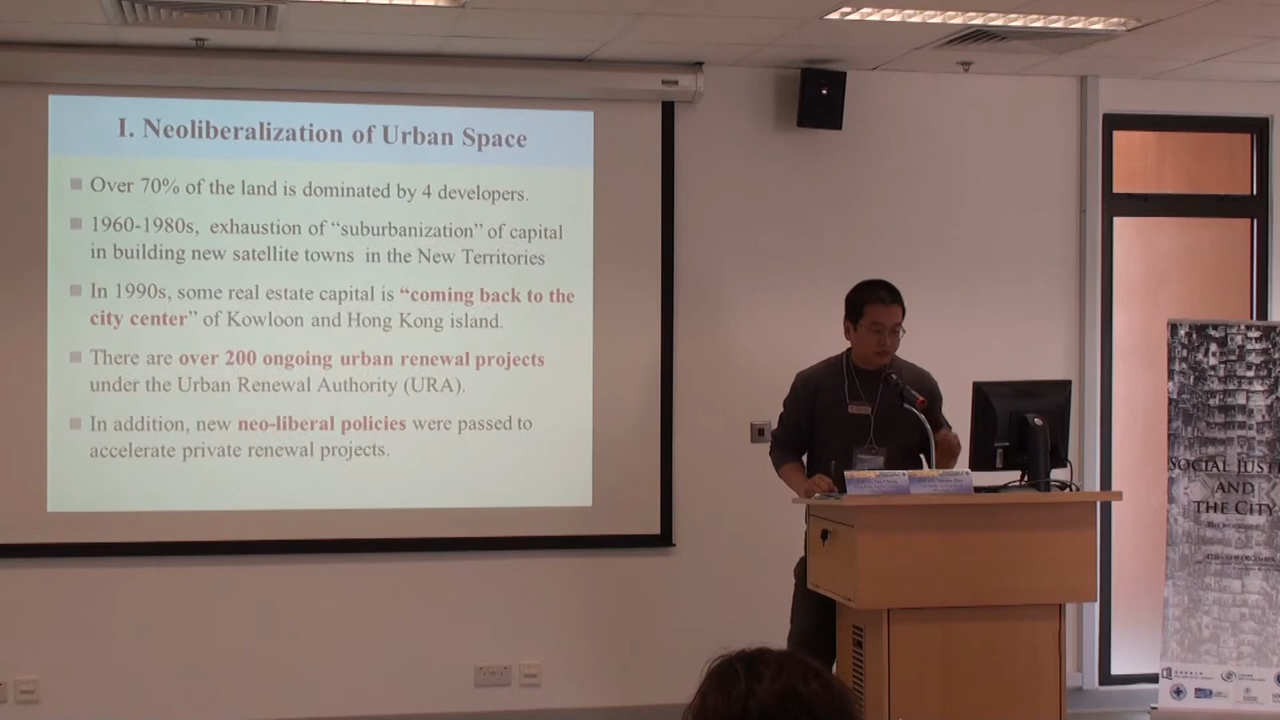 I. Neoliberalization of Urban Space
Over 70% of the land is dominated by 4 developers.
1960-1980s, exhaustion of “suburbanization” of capital
in building new satellite towns in the New Territories
In 1990s, some real estate capital is “coming back to the
city center” of Kowloon and Hong Kong island.
There are over 200 ongoing urban renewal projects
under the Urban Renewal Authority (URA).
In addition, new neo-liberal policies were passed to
accelerate private renewal projects.
SOCIAL JUSTI
AND
THE CITY